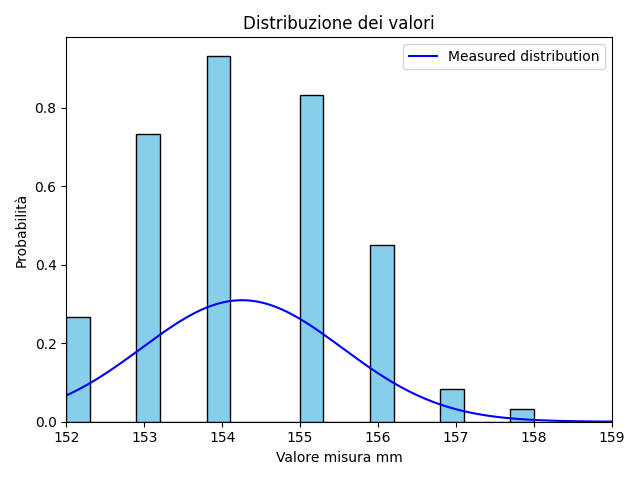 Distribuzione dei valori
Measured distribution
Probabilità
0.8
0.6
0.4
0.2
0.0
152 153 154 155 156 157 158 159
Valore misura mm